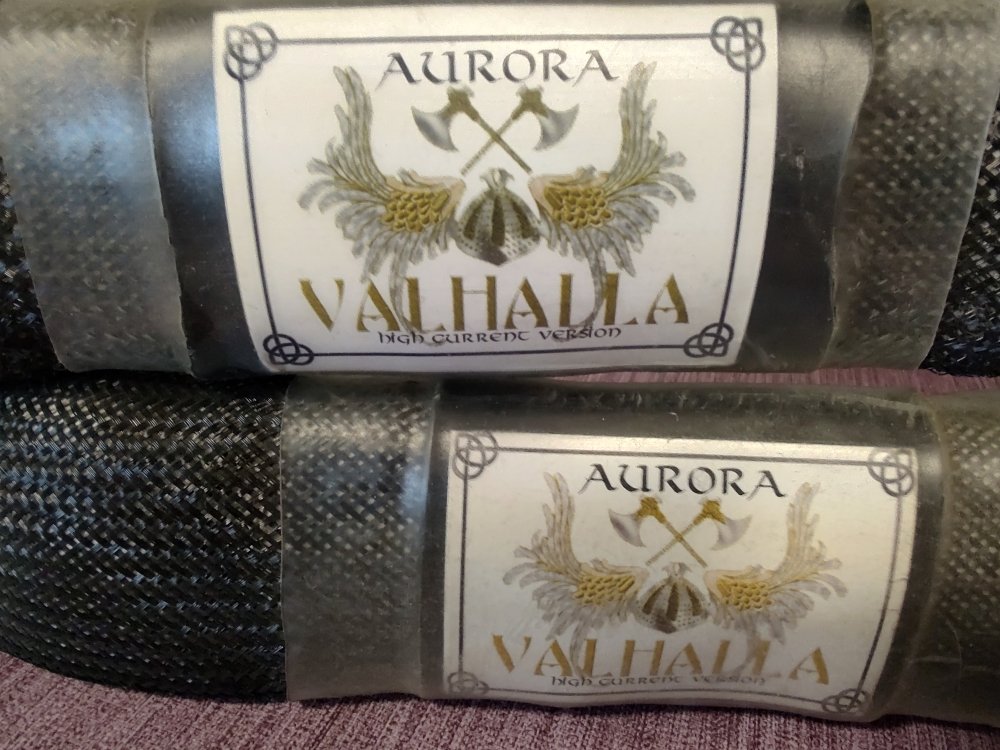 AURORA
VALHALLA
HIGH CURRENT VERSION
AURORA
VALHALLA
HIGH CURRENT VERSION